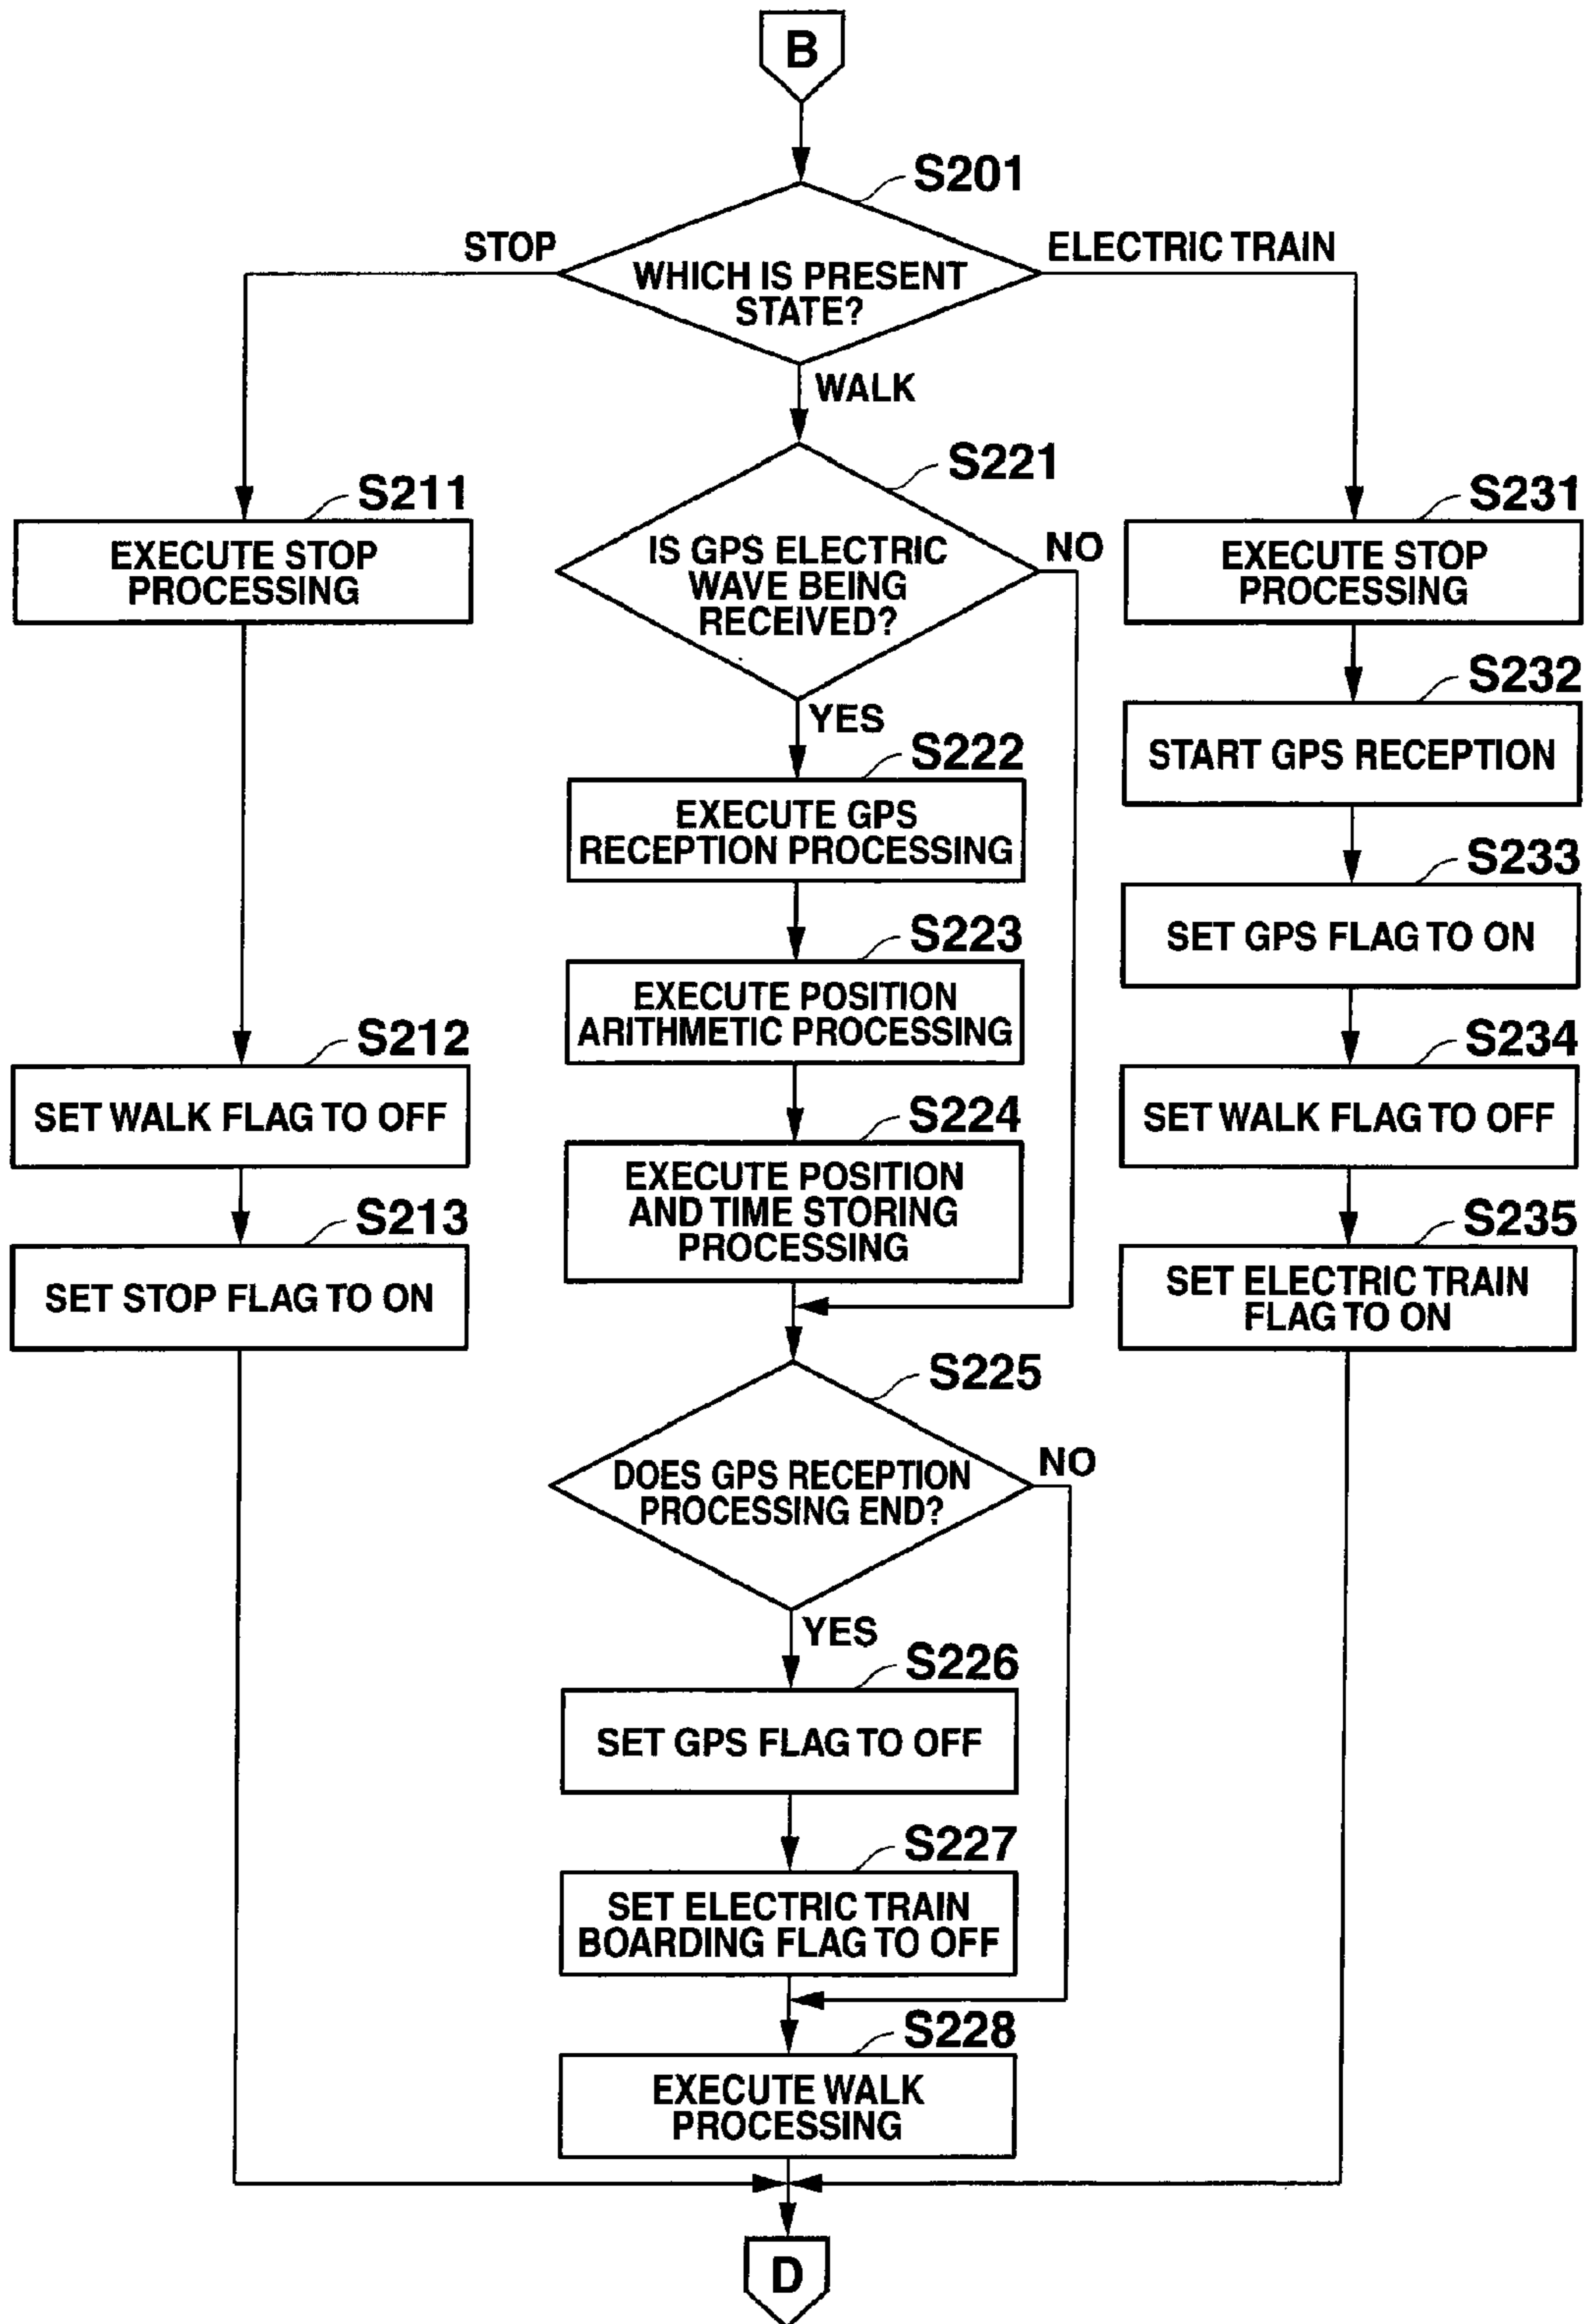 B
S201
STOP
ELECTRIC TRAIN
WHICH IS PRESENT
STATE?
WALK
S211
EXECUTE STOP
PROCESSING
S212
SET WALK FLAG TO OFF
S213
SET STOP FLAG TO ON
S221
IS GPS ELECTRIC
WAVE BEING
RECEIVED?
NO
YES
S222
EXECUTE GPS
RECEPTION PROCESSING
S223
EXECUTE POSITION
ARITHMETIC PROCESSING
S224
EXECUTE POSITION
AND TIME STORING
PROCESSING
S225
DOES GPS RECEPTION
PROCESSING END?
NO
YES
S226
SET GPS FLAG TO OFF
S227
SET ELECTRIC TRAIN
BOARDING FLAG TO OFF
S228
EXECUTE WALK
PROCESSING
S231
EXECUTE STOP
PROCESSING
S232
START GPS RECEPTION
S233
SET GPS FLAG TO ON
S234
SET WALK FLAG TO OFF
S235
SET ELECTRIC TRAIN
FLAG TO ON
D